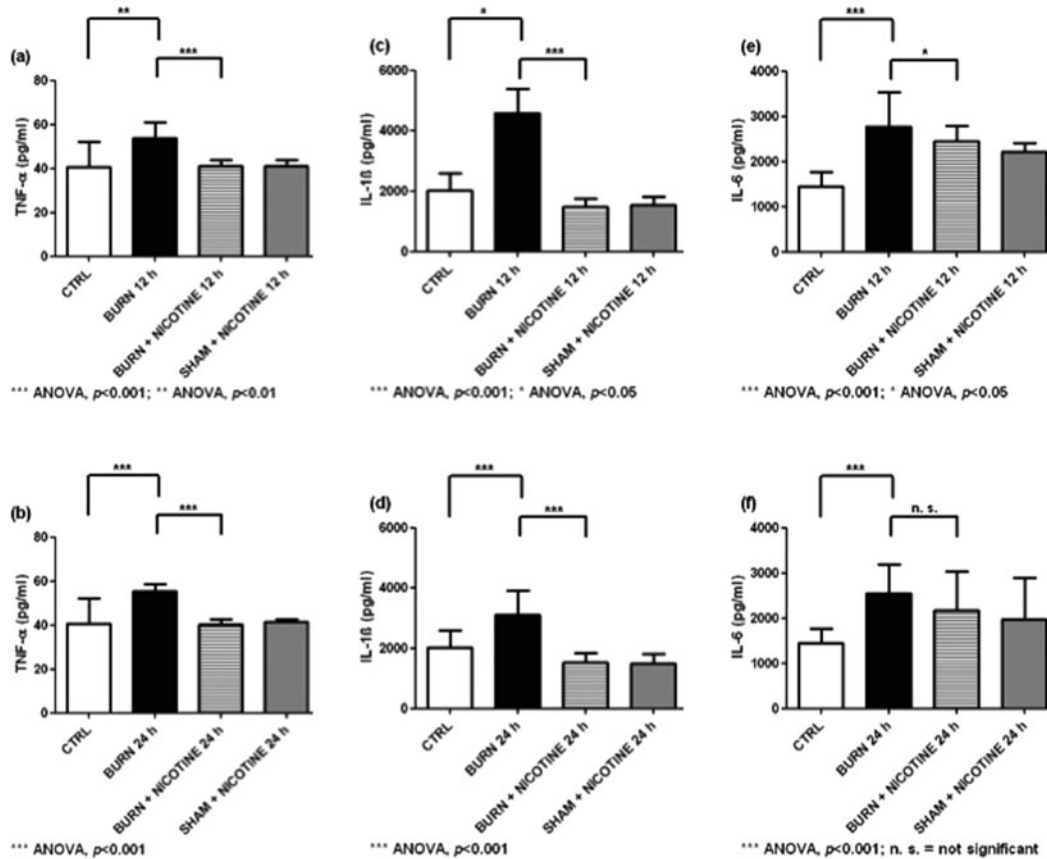 **
(a)
***
TNF-α (pg/ml)
80
60
40
20
0
CTRL
BURN 12 h
BURN + NICOTINE 12 h
SHAM + NICOTINE 12 h
*** ANOVA, p<0.001; ** ANOVA, p<0.01
*
(c)
***
IL-1ß (pg/ml)
6000
4000
2000
0
CTRL
BURN 12 h
BURN + NICOTINE 12 h
SHAM + NICOTINE 12 h
*** ANOVA, p<0.001; * ANOVA, p<0.05
***
(e)
*
IL-6 (pg/ml)
4000
3000
2000
1000
0
CTRL
BURN 12 h
BURN + NICOTINE 12 h
SHAM + NICOTINE 12 h
*** ANOVA, p<0.001; * ANOVA, p<0.05
***
(b)
***
TNF-α (pg/ml)
80
60
40
20
0
CTRL
BURN 24 h
BURN + NICOTINE 24 h
SHAM + NICOTINE 24 h
*** ANOVA, p<0.001
***
(d)
***
IL-1ß (pg/ml)
6000
4000
2000
0
CTRL
BURN 24 h
BURN + NICOTINE 24 h
SHAM + NICOTINE 24 h
*** ANOVA, p<0.001
***
(f)
n. s.
IL-6 (pg/ml)
4000
3000
2000
1000
0
CTRL
BURN 24 h
BURN + NICOTINE 24 h
SHAM + NICOTINE 24 h
*** ANOVA, p<0.001; n. s. = not significant